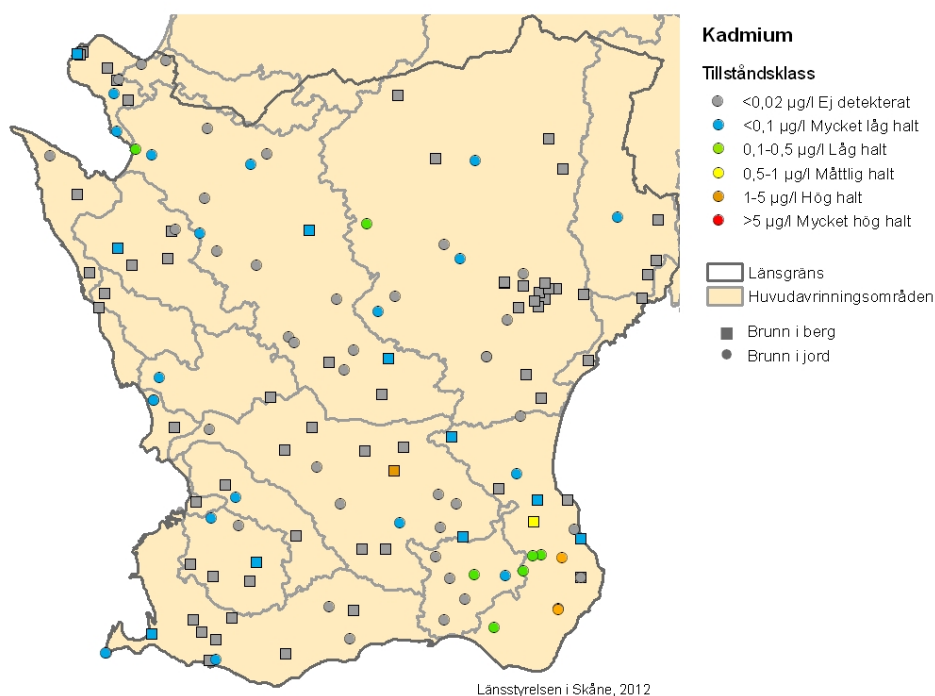 Kadmium
Tillståndsklass
<0,02 µg/l Ej detekterat
<0,1 µg/l Mycket låg halt
0,1-0,5 µg/l Låg halt
0,5-1 µg/l Måttlig halt
1-5 µg/l Hög halt
>5 µg/l Mycket hög halt
Länsgräns
Huvudavrinningsområden
Brunn i berg
Brunn i jord
Länsstyrelsen i Skåne, 2012